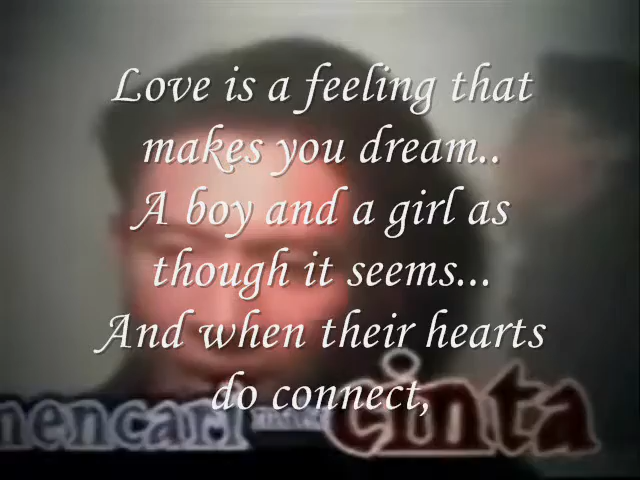 Love is a feeling that
makes you dream..
A boy and a girl as
though it seems...
And when their hearts
do connect,
mencari cinta